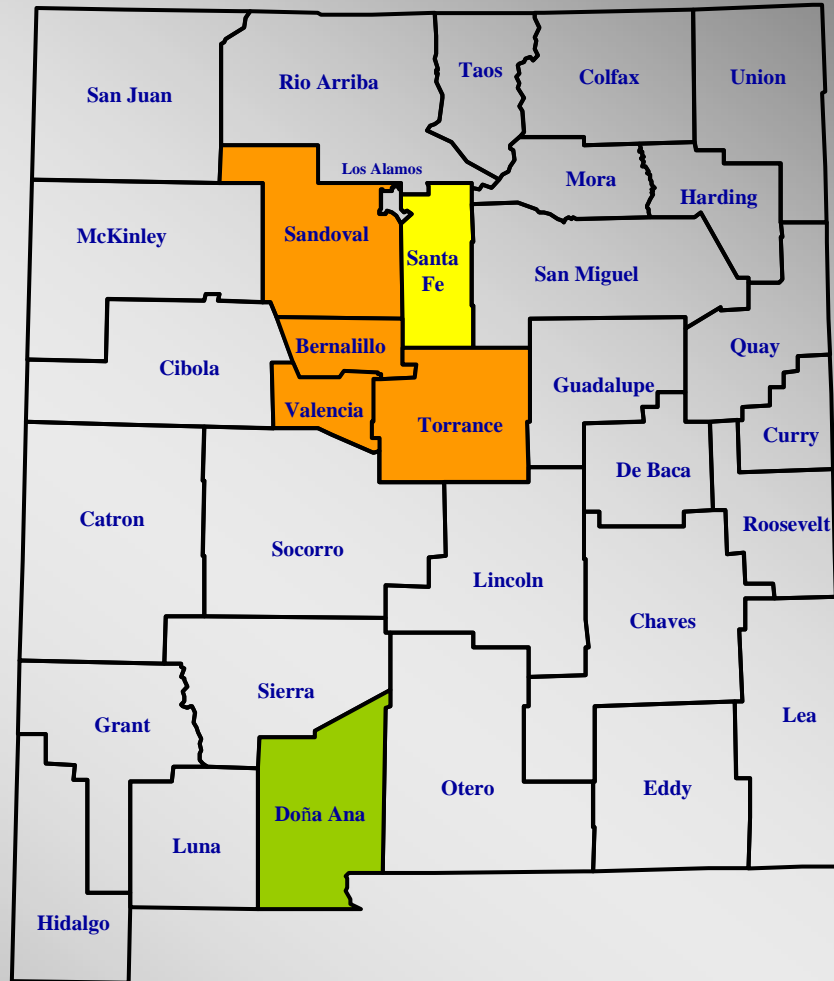 San Juan
Rio Arriba
Taos
Colfax
Union
Los Alamos
Mora
Harding
McKinley
Sandoval
Santa
Fe
San Miguel
Bernalillo
Quay
Cibola
Guadalupe
Valencia
Torrance
Curry
De Baca
Catron
Roosevelt
Socorro
Lincoln
Chaves
Sierra
Grant
Lea
Otero
Eddy
Doña Ana
Luna
Hidalgo